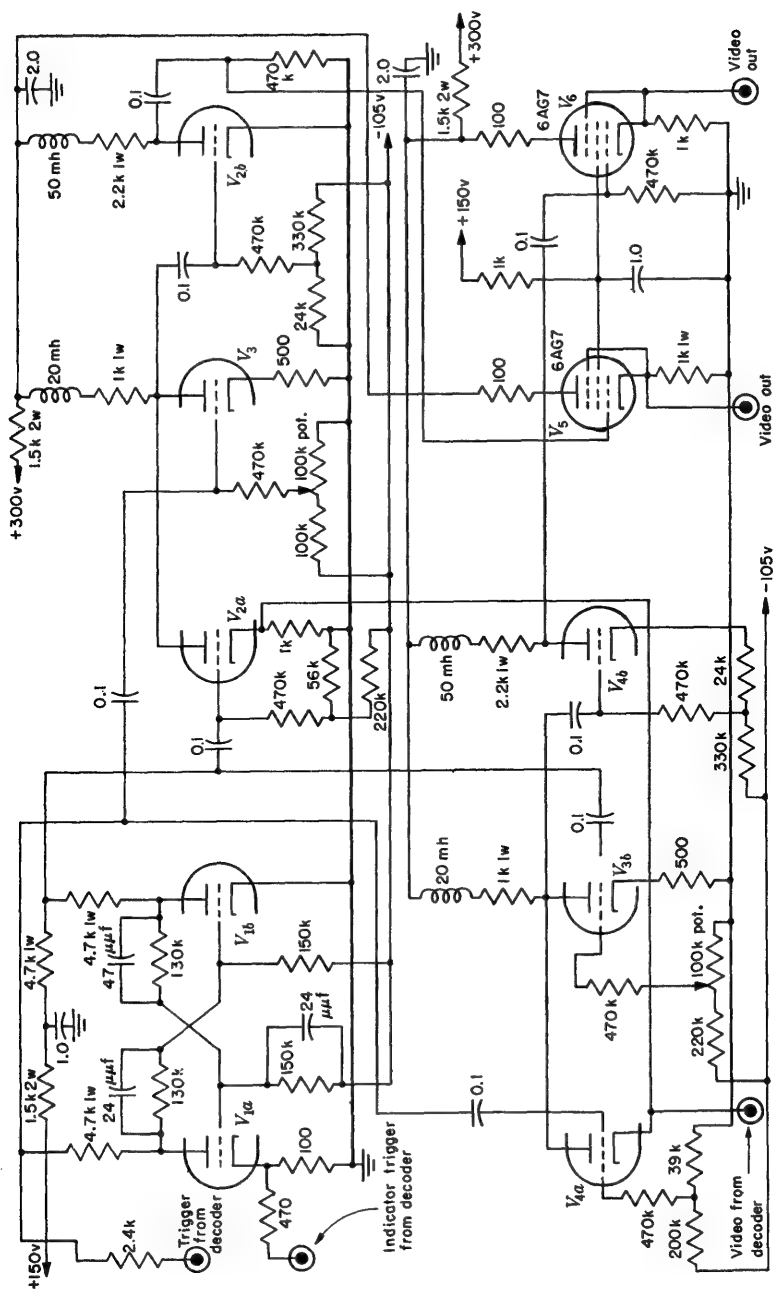 +150v
2.4k
Trigger
from
decoder
Indicator trigger
from decoder
470
100
V1a
4.7k 1w
24
μμf
130k
1.5k 2w
1.0
4.7k 1w
4.7k 1w
47
μμf
130k
V1b
150k
24
μμf
150k
0.1
0.1
470k
56k
220k
1k
V2a
+300v
1.5k 2w
20 mh
1k 1w
V3
500
470k
100k pot.
100k
0.1
470k
24k
330k
-105v
2.0
50 mh
2.2k 1w
V2b
0.1
470
k
Video from
decoder
V4a
0.1
470k
200k
39k
220k
100k pot.
470k
V3b
500
0.1
20 mh
1k 1w
50 mh
2.2k 1w
V4b
0.1
470k
24k
330k
-105v
Video out
V5
6AG7
100
1k 1w
+150v
1k
1.0
0.1
470k
2.0
+300v
1.5k 2w
100
6AG7
V6
1k
Video
out